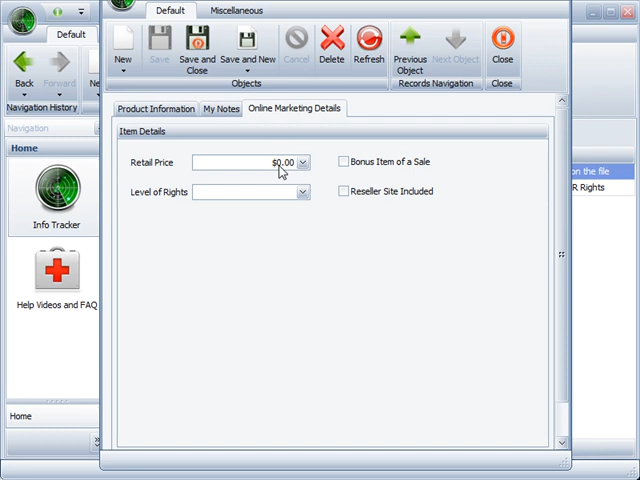 Default
Miscellaneous
Default
Back
Forward
Navigation History
New
Save
Save and Close
Save and New
Cancel
Delete
Refresh
Previous Object
Next Object
Close
Objects
Records Navigation
Close
Navigation
Home
Info Tracker
Help Videos and FAQ
Home
Product Information
My Notes
Online Marketing Details
Item Details
Retail Price
$0.00
Bonus Item of a Sale
Level of Rights
Reseller Site Included
on the file
R Rights